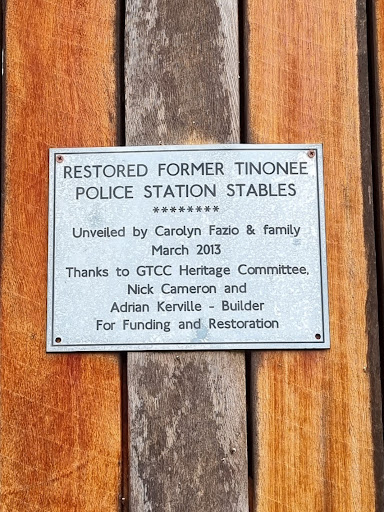 RESTORED FORMER TINONEE
POLICE STATION STABLES
********
Unveiled by Carolyn Fazio & family
March 2013
Thanks to GTCC Heritage Committee,
Nick Cameron and
Adrian Kerville - Builder
For Funding and Restoration